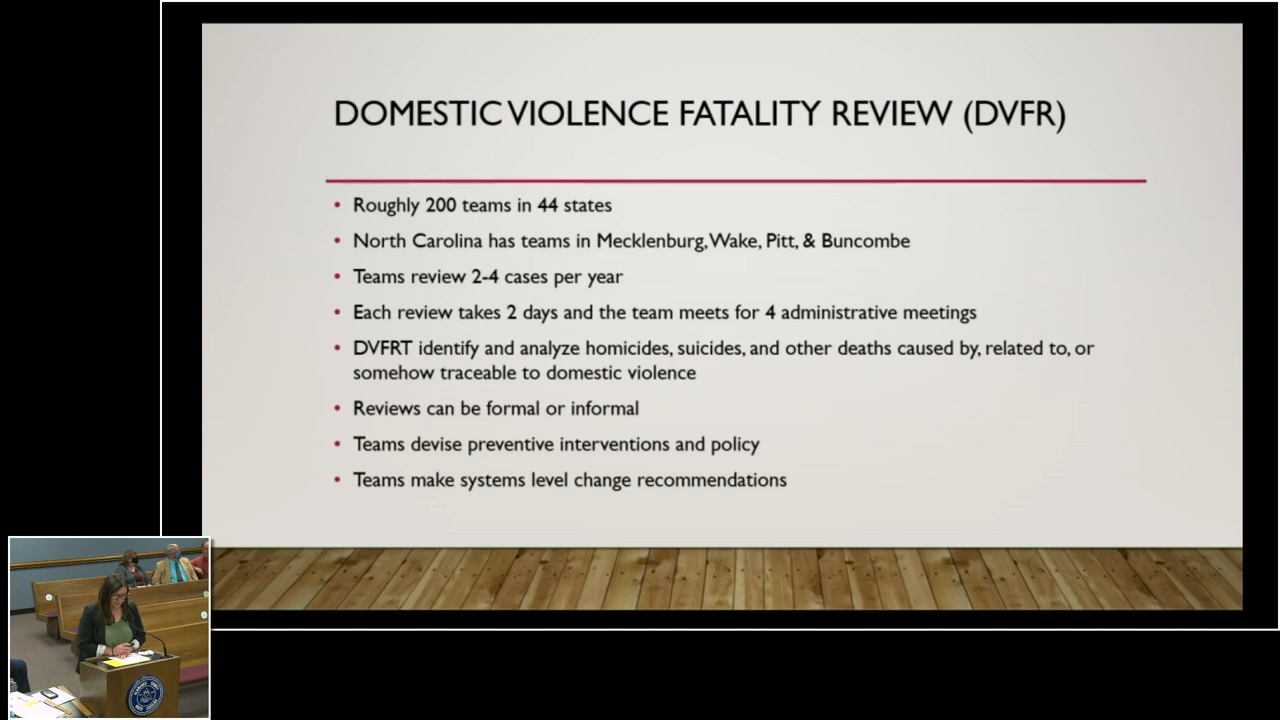 DOMESTIC VIOLENCE FATALITY REVIEW (DVFR)
• Roughly 200 teams in 44 states
• North Carolina has teams in Mecklenburg, Wake, Pitt, & Buncombe
• Teams review 2-4 cases per year
• Each review takes 2 days and the team meets for 4 administrative meetings
• DVFRT identify and analyze homicides, suicides, and other deaths caused by, related to, or
somehow traceable to domestic violence
• Reviews can be formal or informal
• Teams devise preventive interventions and policy
• Teams make systems level change recommendations